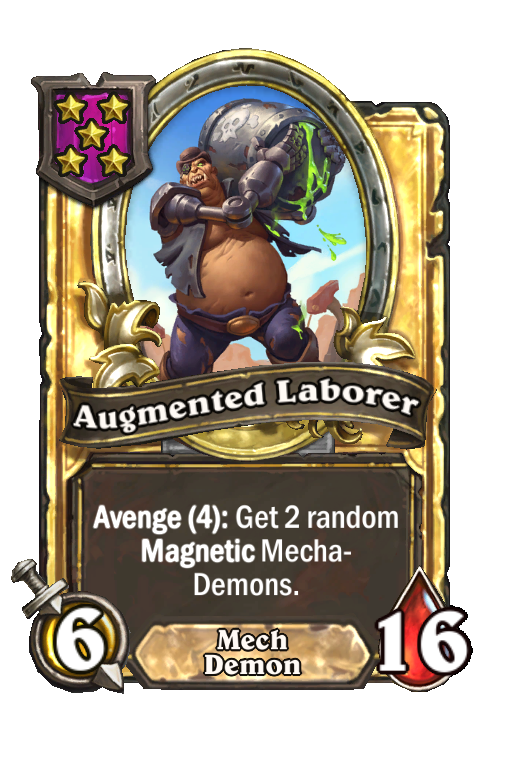 Augmented Laborer
Avenge (4): Get 2 random
Magnetic Mecha-
Demons.
6
Mech
Demon
16